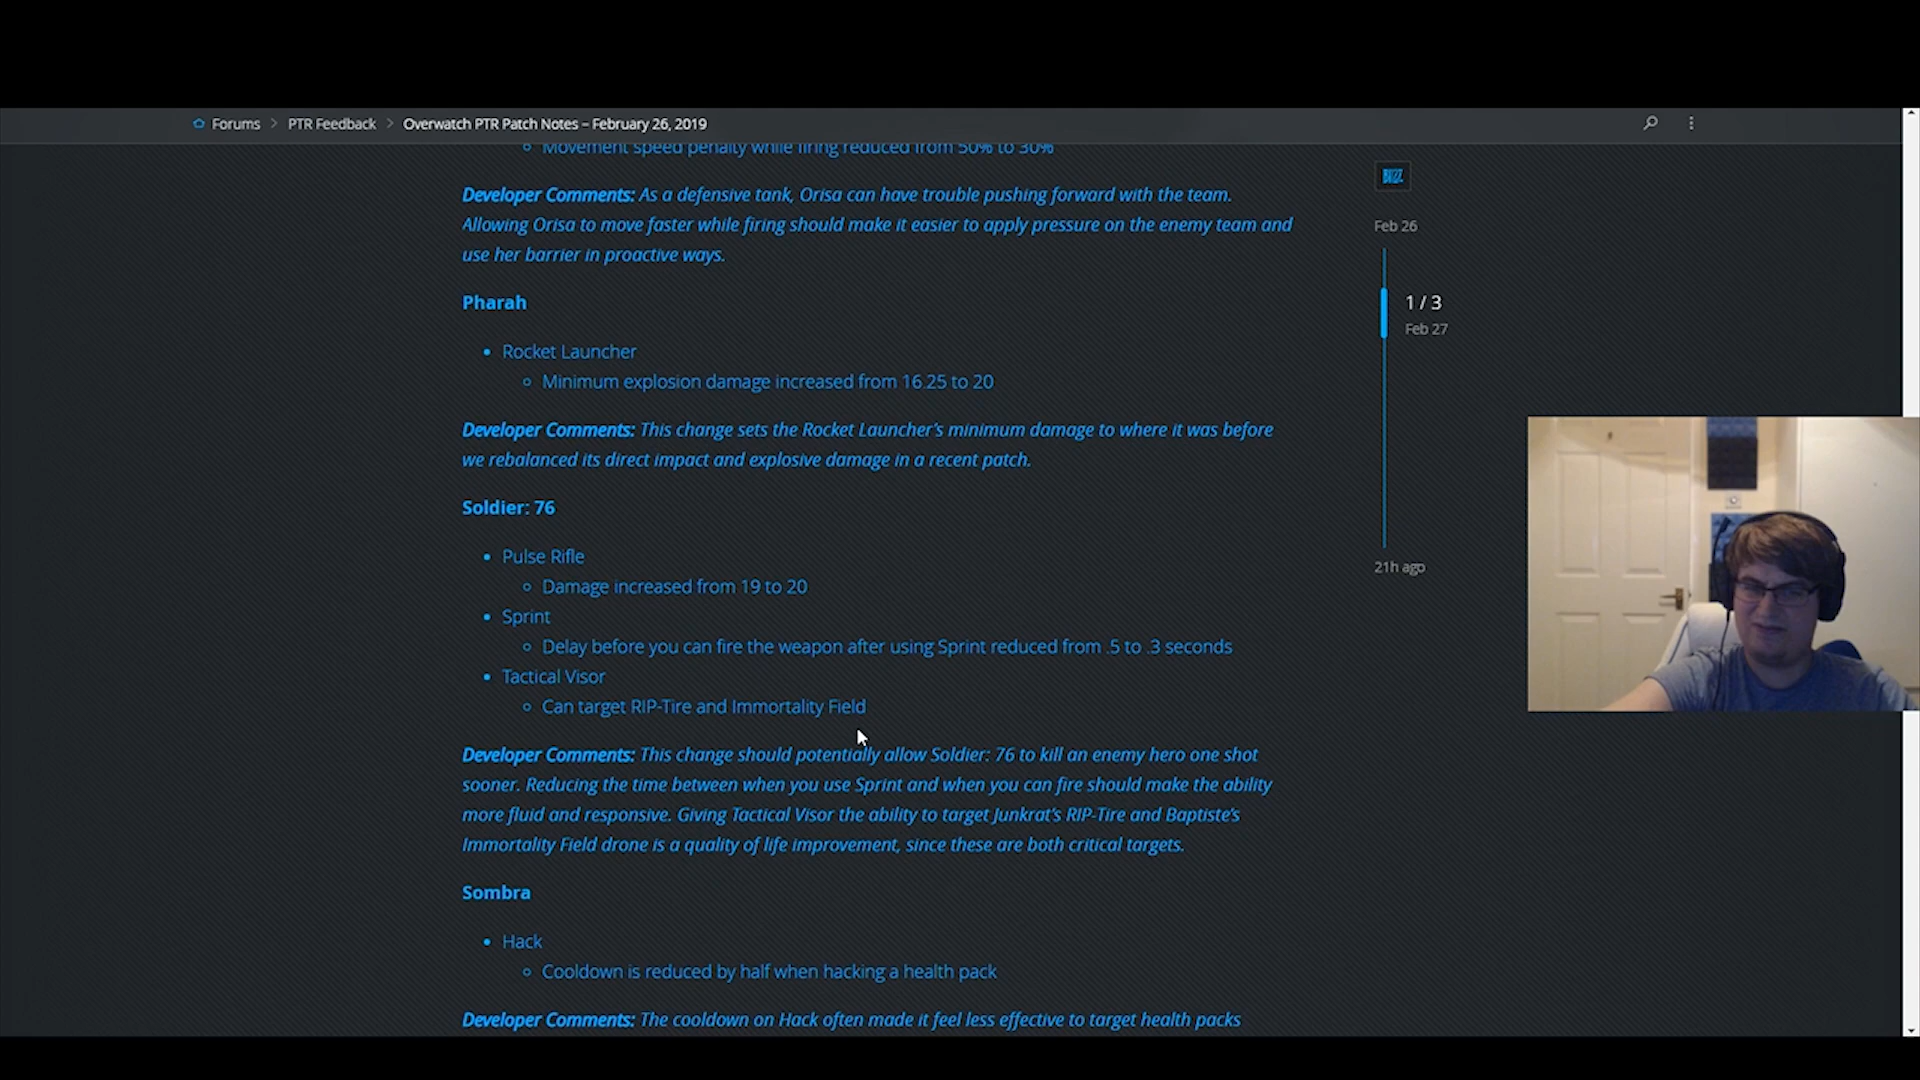 Forums > PTR Feedback > Overwatch PTR Patch Notes – February 26, 2019
Movement speed penalty while firing reduced from 50% to 30%
Developer Comments: As a defensive tank, Orisa can have trouble pushing forward with the team.
Allowing Orisa to move faster while firing should make it easier to apply pressure on the enemy team and
use her barrier in proactive ways.
Pharah
Rocket Launcher
Minimum explosion damage increased from 16.25 to 20
Developer Comments: This change sets the Rocket Launcher's minimum damage to where it was before
we rebalanced its direct impact and explosive damage in a recent patch.
Soldier: 76
Pulse Rifle
Damage increased from 19 to 20
Sprint
Delay before you can fire the weapon after using Sprint reduced from .5 to .3 seconds
Tactical Visor
Can target RIP-Tire and Immortality Field
Developer Comments: This change should potentially allow Soldier: 76 to kill an enemy hero one shot
sooner. Reducing the time between when you use Sprint and when you can fire should make the ability
more fluid and responsive. Giving Tactical Visor the ability to target Junkrat's RIP-Tire and Baptiste's
Immortality Field drone is a quality of life improvement, since these are both critical targets.
Sombra
Hack
Cooldown is reduced by half when hacking a health pack
Developer Comments: The cooldown on Hack often made it feel less effective to target health packs
BLIZZ
Feb 26
1 / 3
Feb 27
21h ago